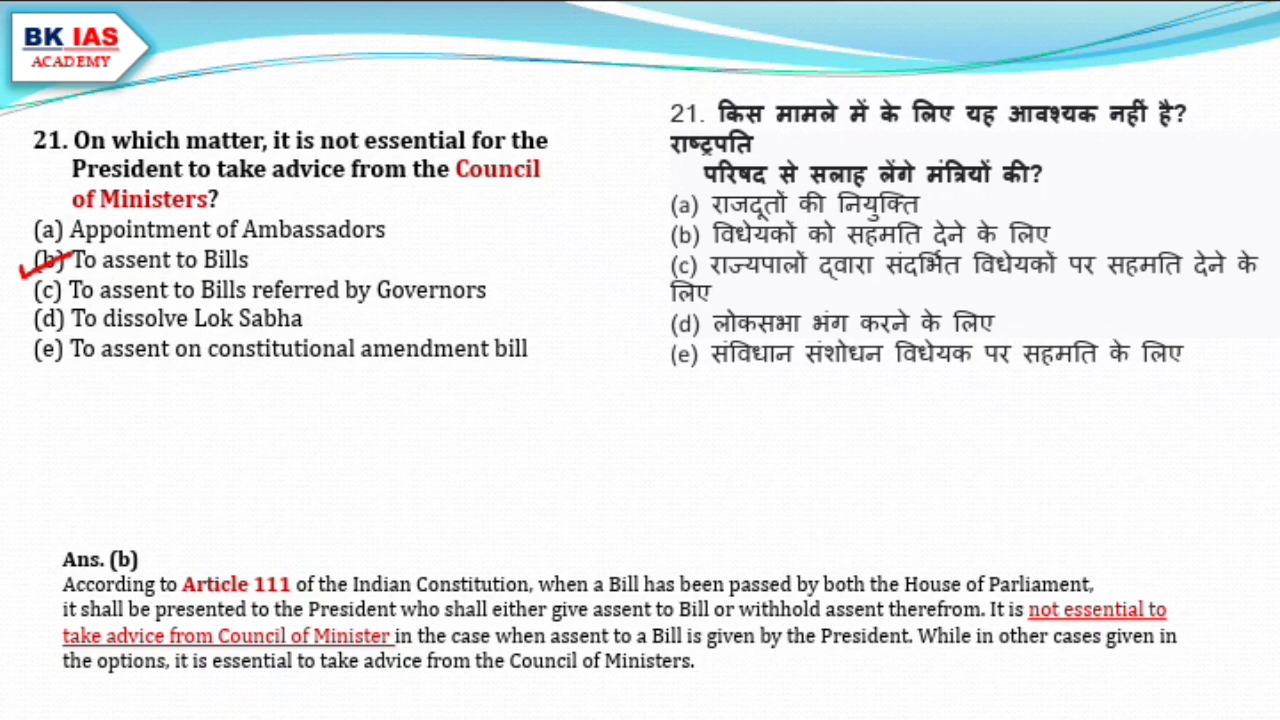 BK IAS
ACADEMY
21. On which matter, it is not essential for the
President to take advice from the Council
of Ministers?
(a) Appointment of Ambassadors
(b) To assent to Bills
(c) To assent to Bills referred by Governors
(d) To dissolve Lok Sabha
(e) To assent on constitutional amendment bill
21. किस मामले में के लिए यह आवश्यक नहीं है?
राष्ट्रपति
परिषद से सलाह लेंगे मंत्रियों की?
(a) राजदूतों की नियुक्ति
(b) विधेयकों को सहमति देने के लिए
(c) राज्यपालों द्वारा संदर्भित विधेयकों पर सहमति देने के
लिए
(d) लोकसभा भंग करने के लिए
(e) संविधान संशोधन विधेयक पर सहमति के लिए
Ans. (b)
According to Article 111 of the Indian Constitution, when a Bill has been passed by both the House of Parliament,
it shall be presented to the President who shall either give assent to Bill or withhold assent therefrom. It is not essential to
take advice from Council of Minister in the case when assent to a Bill is given by the President. While in other cases given in
the options, it is essential to take advice from the Council of Ministers.